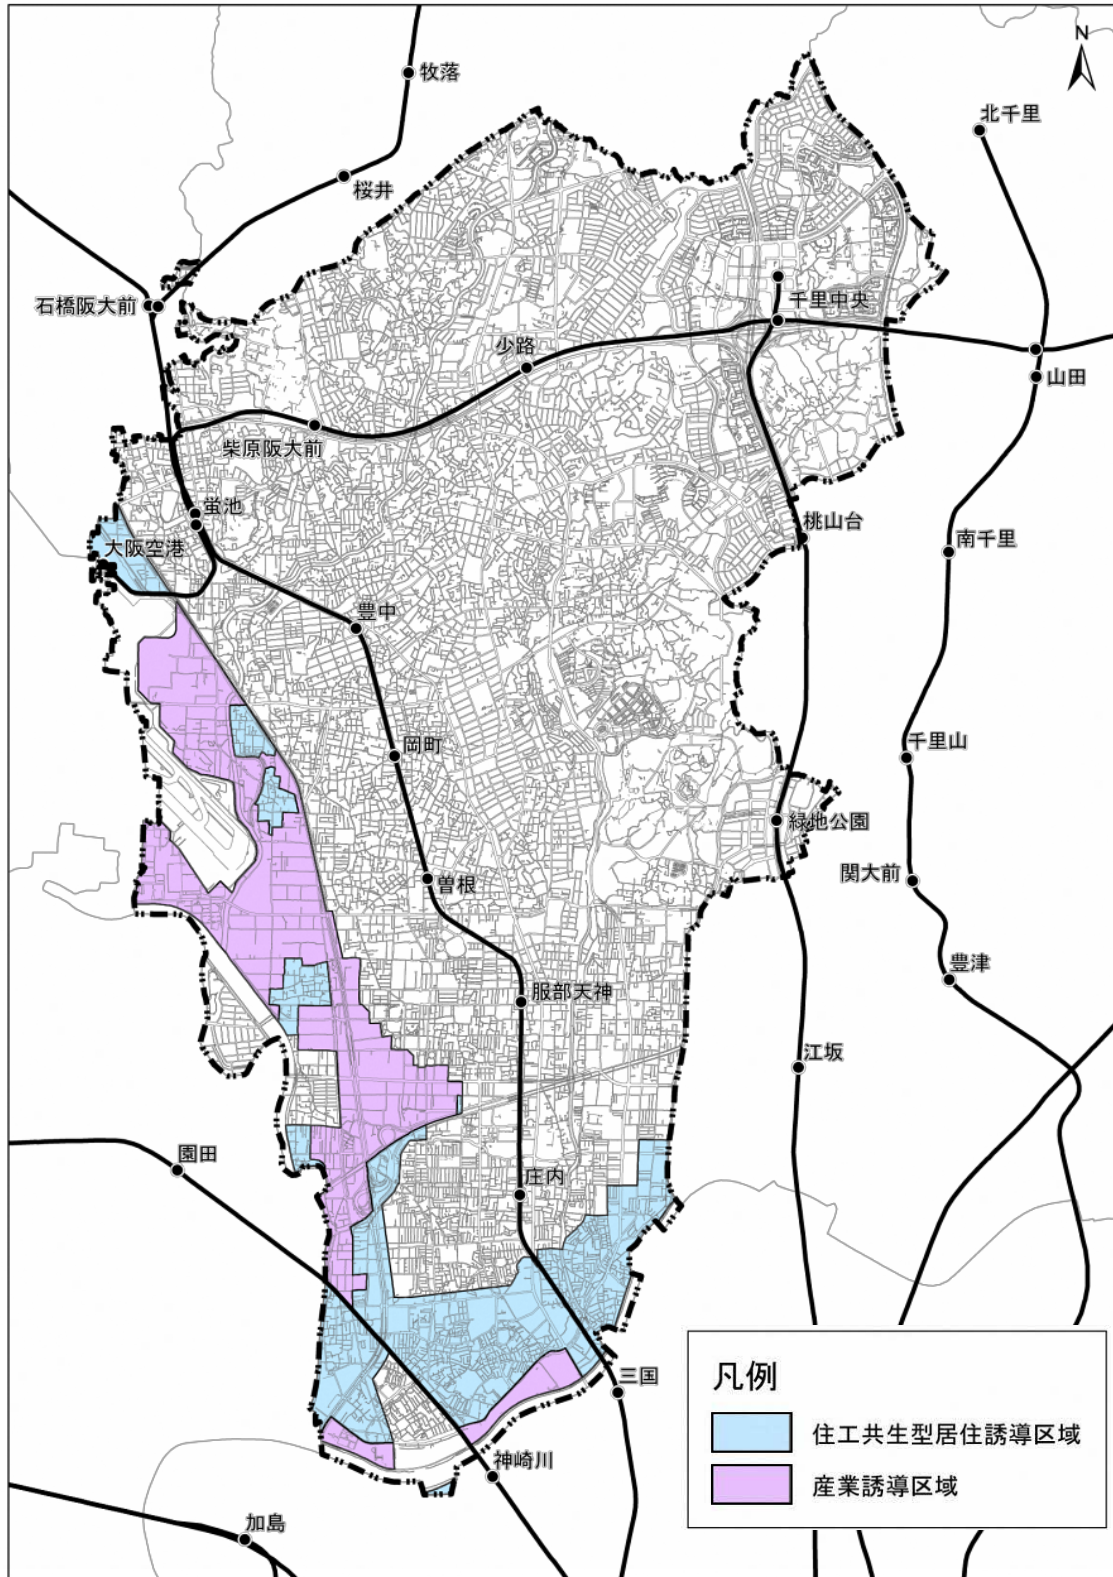 N
牧落
北千里
桜井
石橋阪大前
千里中央
少路
山田
柴原阪大前
蛍池
桃山台
南千里
大阪空港
豊中
岡町
千里山
緑地公園
関大前
曽根
豊津
服部天神
江坂
園田
庄内
三国
凡例
住工共生型居住誘導区域
産業誘導区域
神崎川
加島